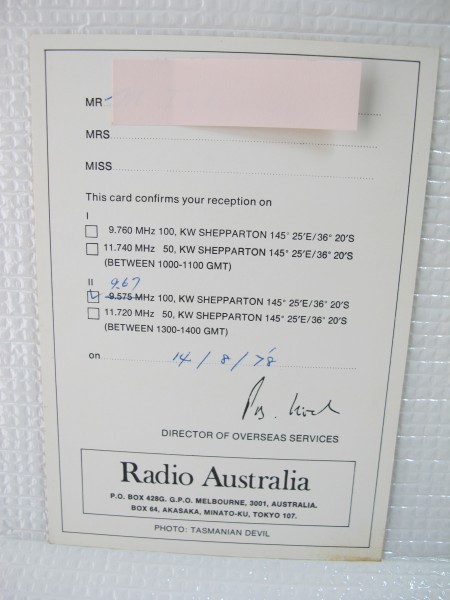 MR
MRS
MISS
This card confirms your reception on
I
9.760 MHz 100, KW SHEPPARTON 145° 25'E/36° 20'S
11.740 MHz 50, KW SHEPPARTON 145° 25'E/36° 20'S
(BETWEEN 1000-1100 GMT)
II 9.67
9.575 MHz 100, KW SHEPPARTON 145° 25'E/36° 20'S
11.720 MHz 50, KW SHEPPARTON 145° 25'E/36° 20'S
(BETWEEN 1300-1400 GMT)
on 14/8/78
DIRECTOR OF OVERSEAS SERVICES
Radio Australia
P.O. BOX 428G. G.P.O. MELBOURNE, 3001, AUSTRALIA.
BOX 64, AKASAKA, MINATO-KU, TOKYO 107.
PHOTO: TASMANIAN DEVIL